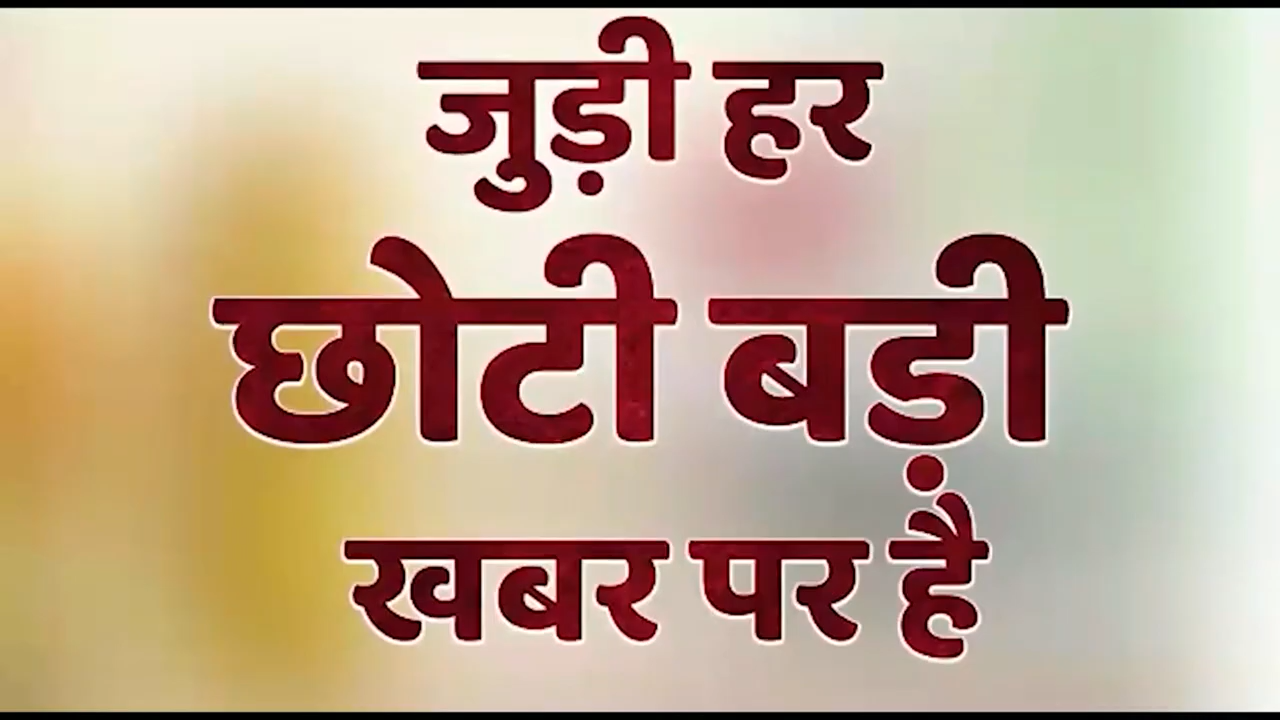 जुड़ी हर
छोटी बड़ी
खबर पर है